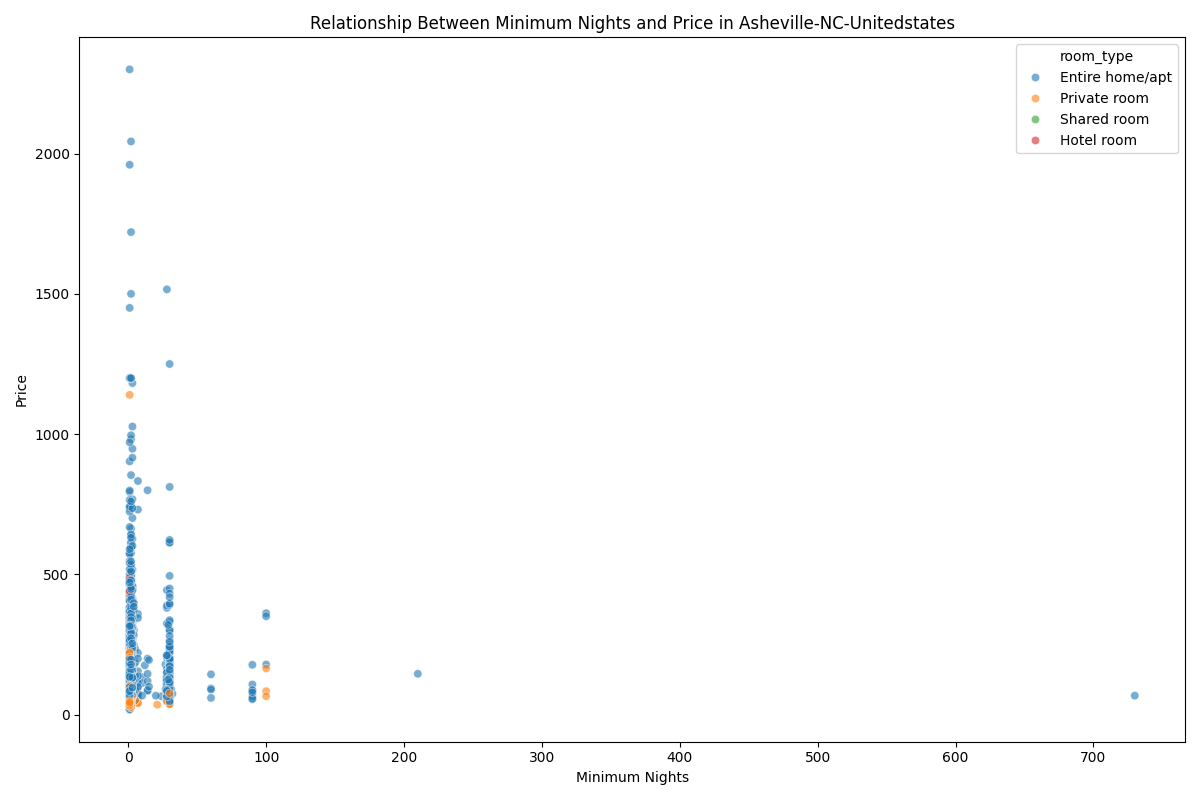 Relationship Between Minimum Nights and Price in Asheville-NC-Unitedstates
room_type
Entire home/apt
Private room
Shared room
Hotel room
Price
2000
1500
1000
500
0
0 100 200 300 400 500 600 700
Minimum Nights